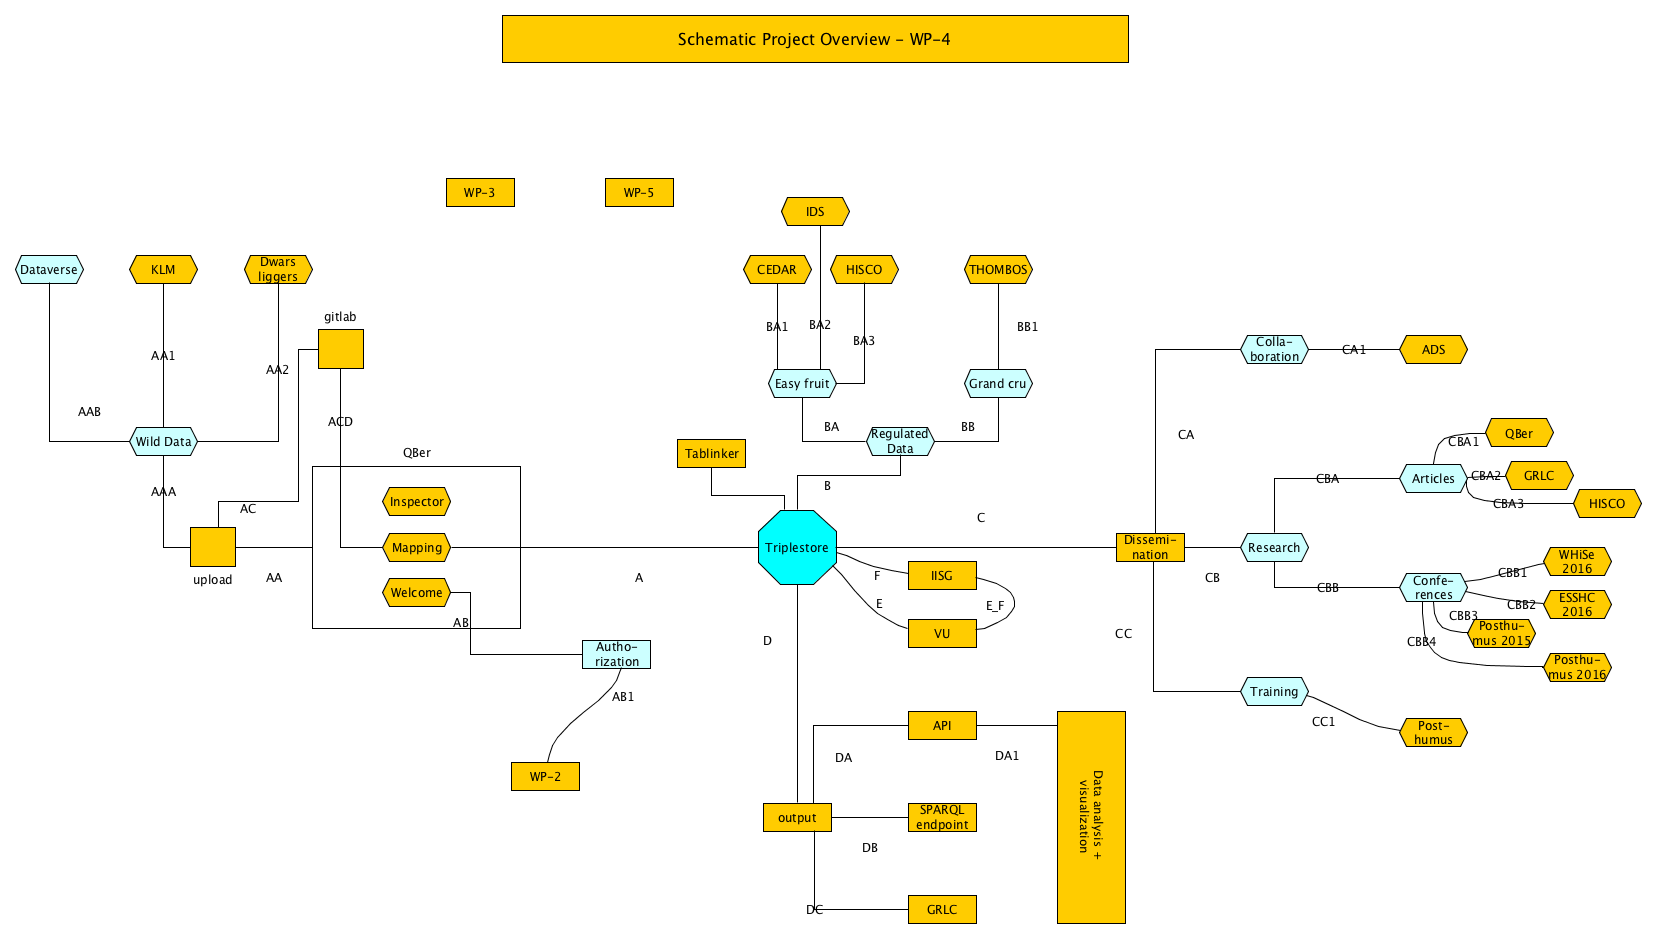 Schematic Project Overview – WP-4
WP-3
WP-5
IDS
Dataverse
KLM
Dwars
liggers
CEDAR
HISCO
THOMBOS
gitlab
BA1
BA2
BA3
BB1
AA1
AA2
Colla-
boration
CA1
ADS
Easy fruit
Grand cru
AAB
ACD
BA
BB
CA
Wild Data
Regulated
Data
QBer
CBA1
QBer
Tablinker
AAA
AC
B
CBA
Articles
CBA2
GRLC
CBA3
HISCO
Inspector
C
Mapping
Triplestore
Dissemi-
nation
Research
upload
AA
A
F
IISG
CB
CBB
Confe-
rences
CBB1
WHiSe
2016
Welcome
E
E_F
CBB2
ESSHC
2016
AB
D
VU
CC
CBB3
Posthu-
mus 2015
CBB4
Autho-
rization
Posthu-
mus 2016
AB1
Training
CC1
Post-
humus
API
DA
DA1
WP-2
Data analysis +
visualization
output
SPARQL
endpoint
DB
DC
GRLC